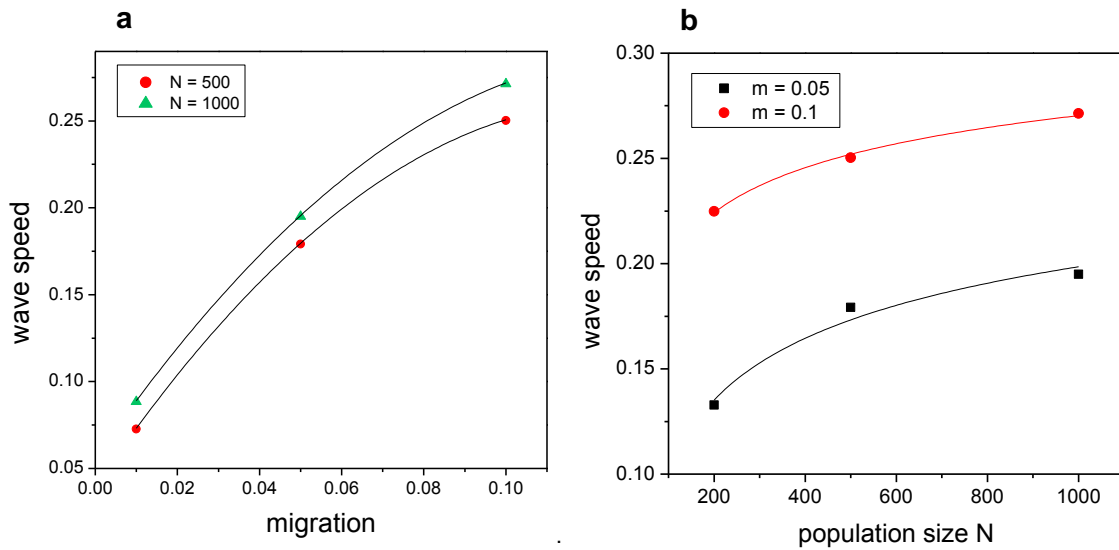 a
N = 500
N = 1000
wave speed
0.25
0.20
0.15
0.10
0.05
0.00
0.02
0.04
0.06
0.08
0.10
migration
.
b
m = 0.05
m = 0.1
wave speed
0.30
0.25
0.20
0.15
0.10
200
400
600
800
1000
population size N